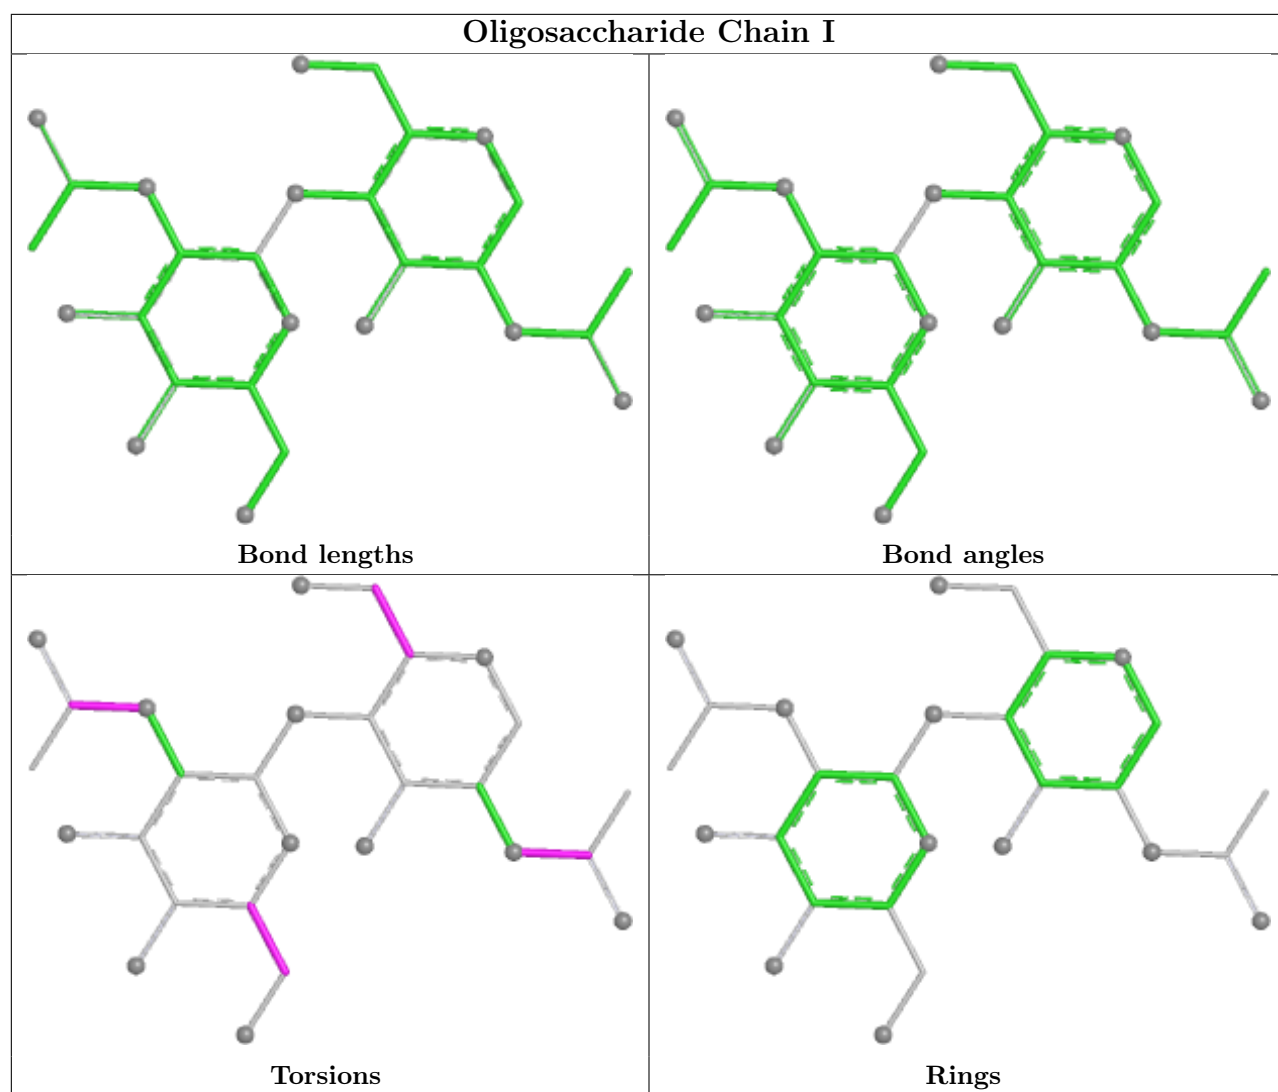 Oligosaccharide Chain I
Bond lengths
Bond angles
Torsions
Rings